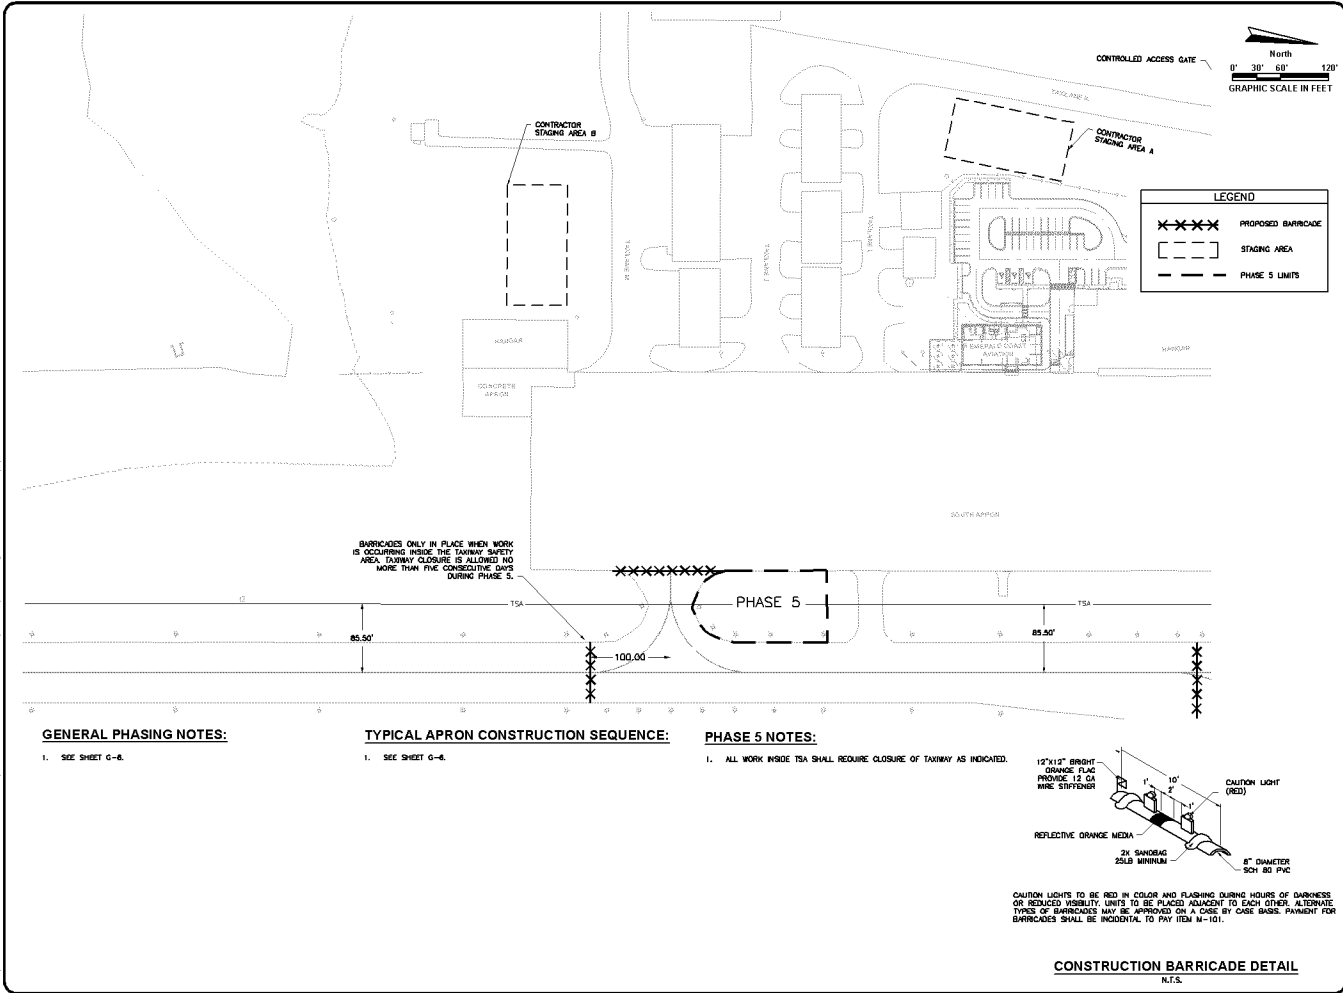 CONTROLLED ACCESS GATE
North
0' 30' 60' 120'
GRAPHIC SCALE IN FEET
CONTRACTOR
STAGING AREA B
CONTRACTOR
STAGING AREA A
LEGEND
PROPOSED BARRICADE
STAGING AREA
PHASE 5 LIMITS
TAXILANE M
TAXILANE J
HANGAR
EMERALD COAST
AVIATION
HANGAR
CONCRETE
APRON
SOUTH APRON
BARRICADES ONLY IN PLACE WHEN WORK
IS OCCURRING INSIDE THE TAXIWAY SAFETY
AREA. TAXIWAY CLOSURE IS ALLOWED NO
MORE THAN FIVE CONSECUTIVE DAYS
DURING PHASE 5.
TSA
PHASE 5
TSA
85.50'
85.50'
100.00
GENERAL PHASING NOTES:
1. SEE SHEET G-6.
TYPICAL APRON CONSTRUCTION SEQUENCE:
1. SEE SHEET G-6.
PHASE 5 NOTES:
1. ALL WORK INSIDE TSA SHALL REQUIRE CLOSURE OF TAXIWAY AS INDICATED.
12"X12" BRIGHT
ORANGE FLAG
PROVIDE 12 GA
WIRE STIFFENER
1'
10'
2'
1'
CAUTION LIGHT
(RED)
REFLECTIVE ORANGE MEDIA
2X SANDBAG
25LB MINIMUM
8" DIAMETER
SCH 80 PVC
CAUTION LIGHTS TO BE RED IN COLOR AND FLASHING DURING HOURS OF DARKNESS
OR REDUCED VISIBILITY. UNITS TO BE PLACED ADJACENT TO EACH OTHER. ALTERNATE
TYPES OF BARRICADES MAY BE APPROVED ON A CASE BY CASE BASIS. PAYMENT FOR
BARRICADES SHALL BE INCIDENTAL TO PAY ITEM M-101.
CONSTRUCTION BARRICADE DETAIL
N.T.S.